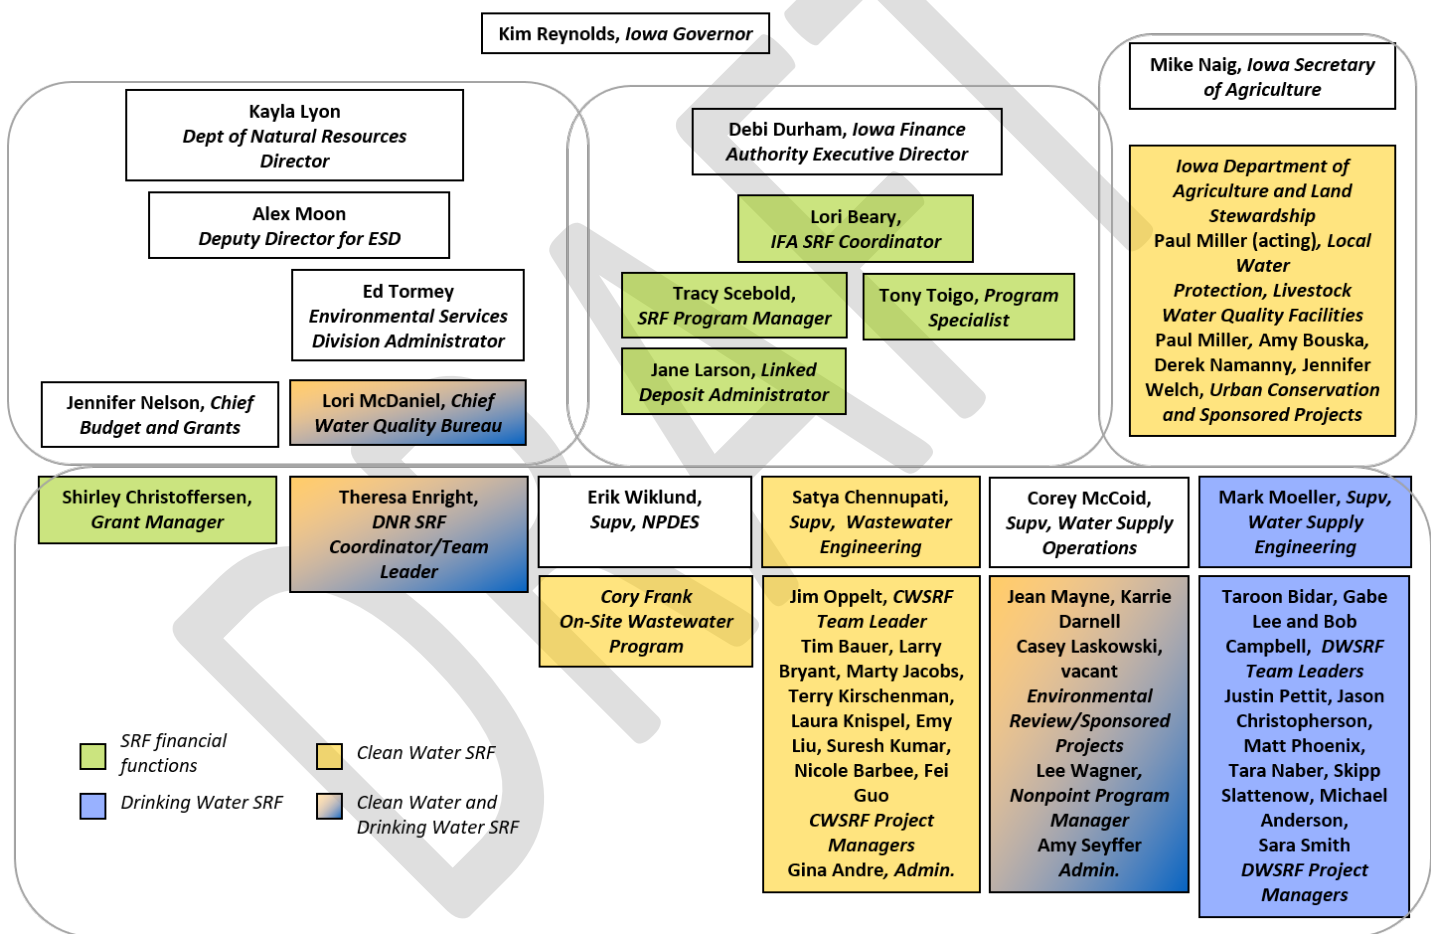 Kim Reynolds, Iowa Governor
Kayla Lyon
Dept of Natural Resources
Director
Alex Moon
Deputy Director for ESD
Ed Tormey
Environmental Services
Division Administrator
Jennifer Nelson, Chief
Budget and Grants
Lori McDaniel, Chief
Water Quality Bureau
Debi Durham, Iowa Finance
Authority Executive Director
Lori Beary,
IFA SRF Coordinator
Tracy Scebold,
SRF Program Manager
Tony Toigo, Program
Specialist
Jane Larson, Linked
Deposit Administrator
Mike Naig, Iowa Secretary
of Agriculture
Iowa Department of
Agriculture and Land
Stewardship
Paul Miller (acting), Local
Water
Protection, Livestock
Water Quality Facilities
Paul Miller, Amy Bouska,
Derek Namanny, Jennifer
Welch, Urban Conservation
and Sponsored Projects
Shirley Christoffersen,
Grant Manager
Theresa Enright,
DNR SRF
Coordinator/Team
Leader
Erik Wiklund,
Supv, NPDES
Cory Frank
On-Site Wastewater
Program
Satya Chennupati,
Supv, Wastewater
Engineering
Jim Oppelt, CWSRF
Team Leader
Tim Bauer, Larry
Bryant, Marty Jacobs,
Terry Kirschenman,
Laura Knispel, Emy
Liu, Suresh Kumar,
Nicole Barbee, Fei
Guo
CWSRF Project
Managers
Gina Andre, Admin.
Corey McCoid,
Supv, Water Supply
Operations
Jean Mayne, Karrie
Darnell
Casey Laskowski,
vacant
Environmental
Review/Sponsored
Projects
Lee Wagner,
Nonpoint Program
Manager
Amy Seyffer
Admin.
Mark Moeller, Supv,
Water Supply
Engineering
Taroon Bidar, Gabe
Lee and Bob
Campbell, DWSRF
Team Leaders
Justin Pettit, Jason
Christopherson,
Matt Phoenix,
Tara Naber, Skipp
Slattenow, Michael
Anderson,
Sara Smith
DWSRF Project
Managers
SRF financial
functions
Clean Water SRF
Drinking Water SRF
Clean Water and
Drinking Water SRF
DRAFT